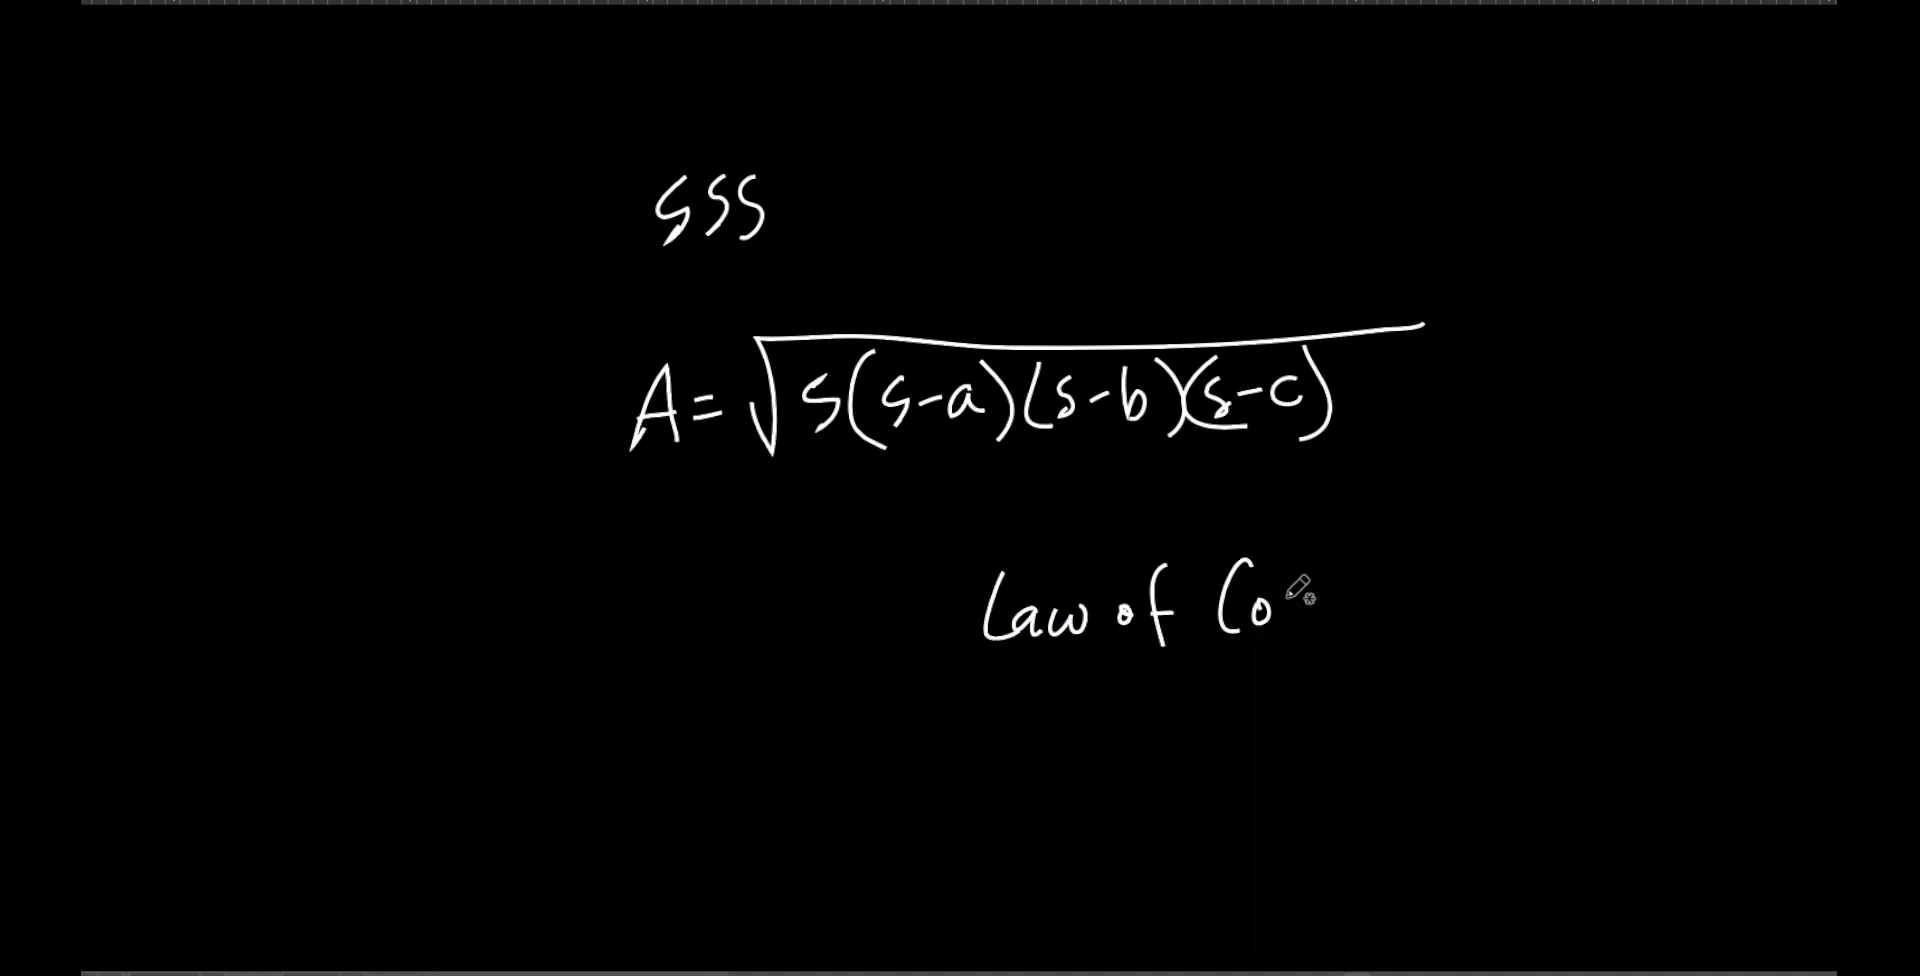 SSS
A = √s(s-a)(s-b)(s-c)
Law of Co